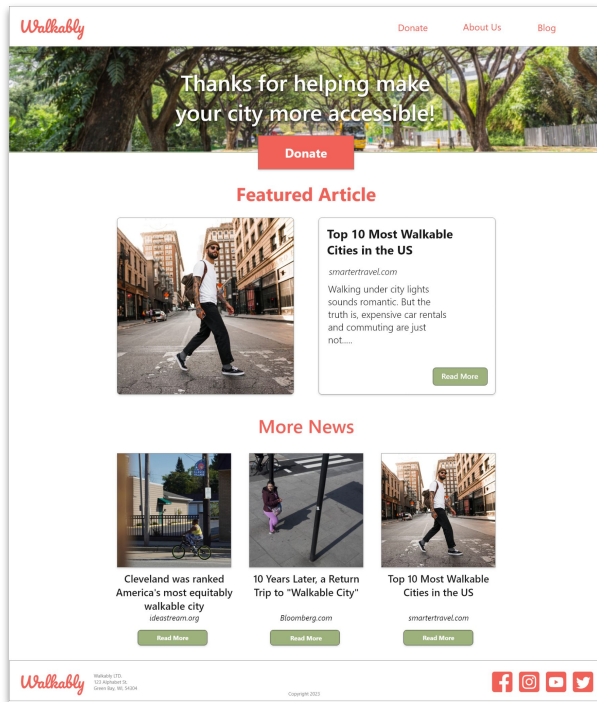 Walkably
Donate
About Us
Blog
Thanks for helping make
your city more accessible!
Donate
Featured Article
Top 10 Most Walkable
Cities in the US
smartertravel.com
Walking under city lights
sounds romantic. But the
truth is, expensive car rentals
and commuting are just
not.....
Read More
More News
Cleveland was ranked
America's most equitably
walkable city
ideastream.org
Read More
10 Years Later, a Return
Trip to "Walkable City"
Bloomberg.com
Read More
Top 10 Most Walkable
Cities in the US
smartertravel.com
Read More
Walkably
Walkably LTD.
123 Alphabet St.
Green Bay, WI, 54304
Copyright 2023